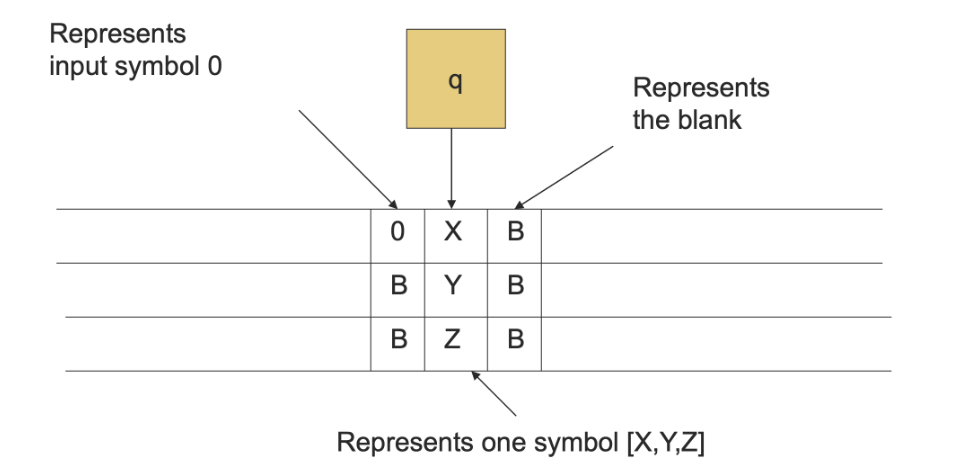 Represents
input symbol 0
q
Represents
the blank
0 X B
B Y B
B Z B
Represents one symbol [X,Y,Z]